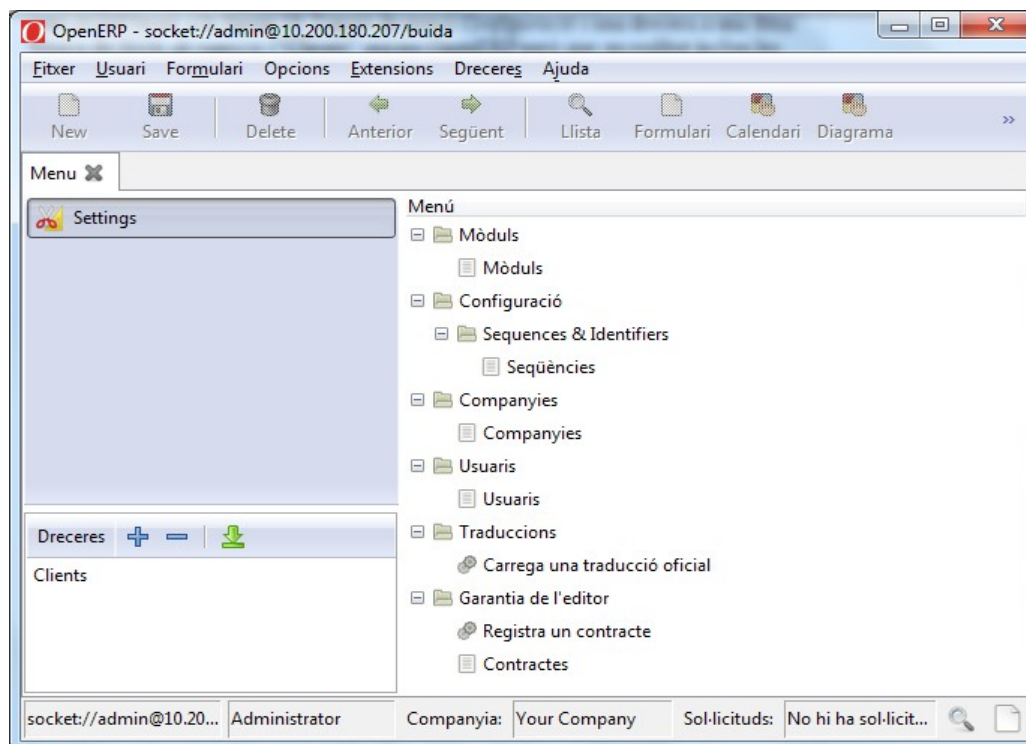 OpenERP - socket://admin@10.200.180.207/buida
Fitxer Usuari Formulari Opcions Extensions Dreceres Ajuda
New Save Delete Anterior Següent Llista Formulari Calendari Diagrama »
Menu
Settings
Menú
Mòduls
Mòduls
Configuració
Sequences & Identifiers
Seqüències
Companyies
Companyies
Usuaris
Usuaris
Traduccions
Carrega una traducció oficial
Garantia de l'editor
Registra un contracte
Contractes
Dreceres
Clients
socket://admin@10.20... Administrator Companyia: Your Company Sol·licituds: No hi ha sol·licit...